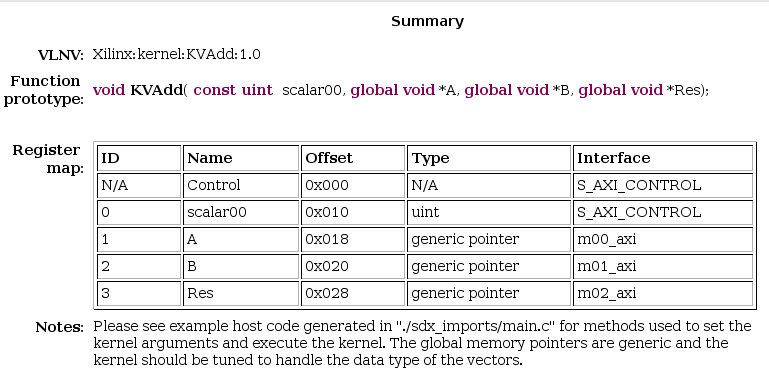 Summary
VLNV: Xilinx:kernel:KVAdd:1.0
Function prototype: void KVAdd( const uint scalar00, global void *A, global void *B, global void *Res);
Register map:
ID Name Offset Type Interface
N/A Control 0x000 N/A S_AXI_CONTROL
0 scalar00 0x010 uint S_AXI_CONTROL
1 A 0x018 generic pointer m00_axi
2 B 0x020 generic pointer m01_axi
3 Res 0x028 generic pointer m02_axi
Notes: Please see example host code generated in "./sdx_imports/main.c" for methods used to set the
kernel arguments and execute the kernel. The global memory pointers are generic and the
kernel should be tuned to handle the data type of the vectors.